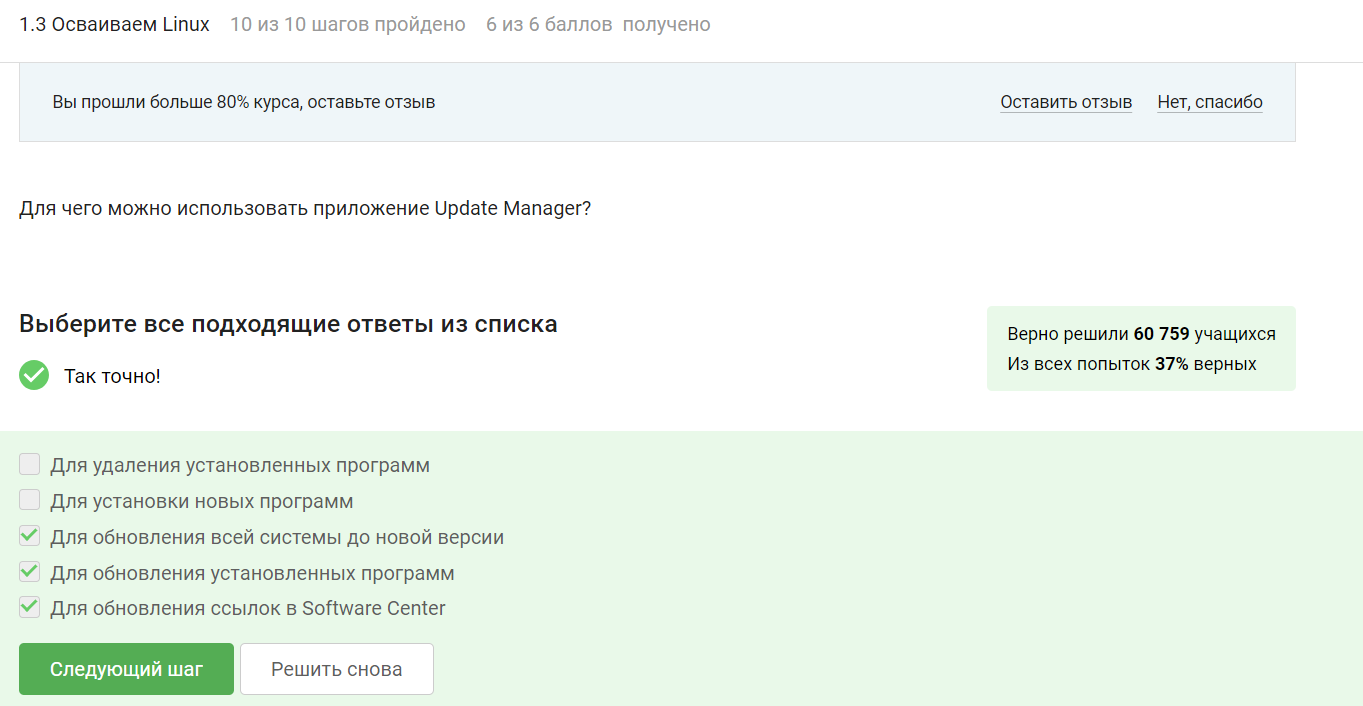 1.3 Осваиваем Linux 10 из 10 шагов пройдено 6 из 6 баллов получено
Вы прошли больше 80% курса, оставьте отзыв Оставить отзыв Нет, спасибо
Для чего можно использовать приложение Update Manager?
Выберите все подходящие ответы из списка
Верно решили 60 759 учащихся
Из всех попыток 37% верных
Так точно!
Для удаления установленных программ
Для установки новых программ
Для обновления всей системы до новой версии
Для обновления установленных программ
Для обновления ссылок в Software Center
Следующий шаг Решить снова